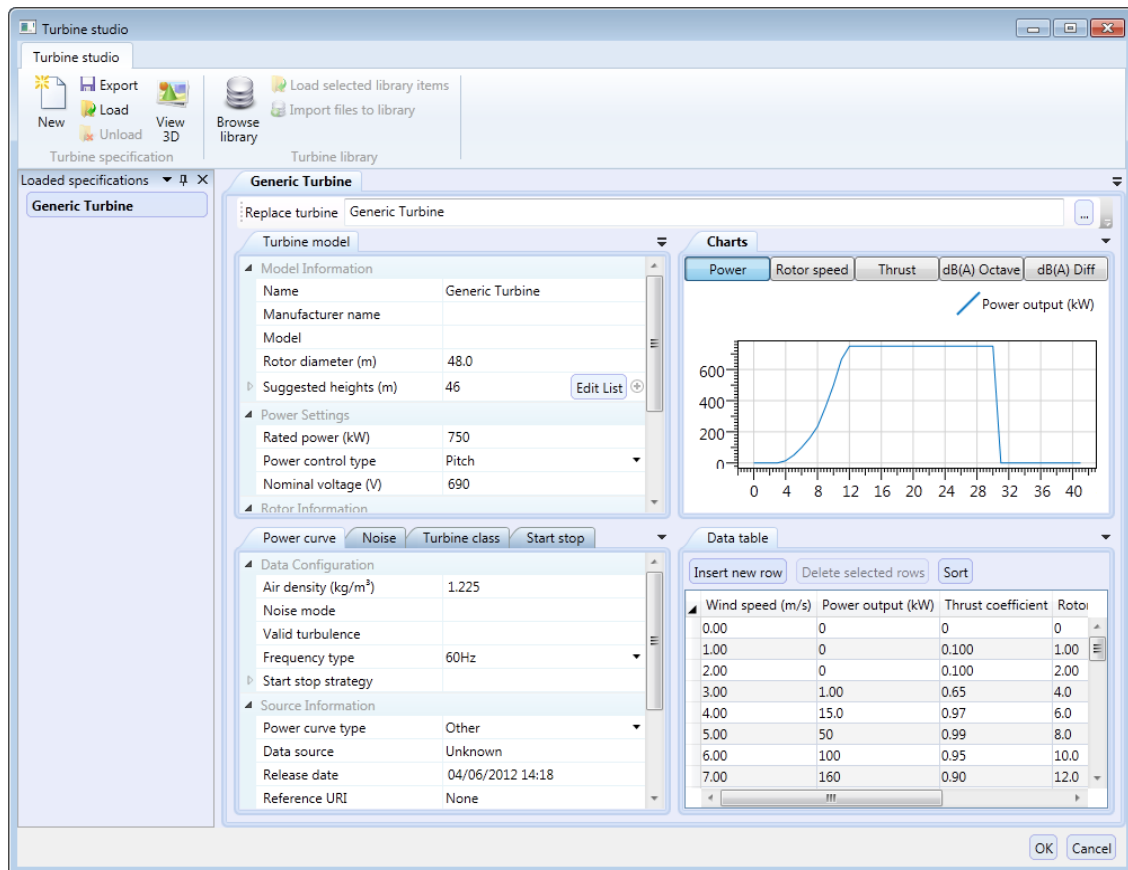 Turbine studio
Turbine studio
New
Export
Load
Unload
View 3D
Turbine specification
Browse library
Load selected library items
Import files to library
Turbine library
Loaded specifications
Generic Turbine
Generic Turbine
Replace turbine Generic Turbine ...
Turbine model
Model Information
Name Generic Turbine
Manufacturer name
Model
Rotor diameter (m) 48.0
Suggested heights (m) 46 Edit List
Power Settings
Rated power (kW) 750
Power control type Pitch
Nominal voltage (V) 690
Rotor Information
Charts
Power Rotor speed Thrust dB(A) Octave dB(A) Diff
Power output (kW)
600
400
200
0
0 4 8 12 16 20 24 28 32 36 40
Power curve Noise Turbine class Start stop
Data Configuration
Air density (kg/m³) 1.225
Noise mode
Valid turbulence
Frequency type 60Hz
Start stop strategy
Source Information
Power curve type Other
Data source Unknown
Release date 04/06/2012 14:18
Reference URI None
Data table
Insert new row Delete selected rows Sort
Wind speed (m/s) Power output (kW) Thrust coefficient Rotor
0.00 0 0 0
1.00 0 0.100 1.00
2.00 0 0.100 2.00
3.00 1.00 0.65 4.0
4.00 15.0 0.97 6.0
5.00 50 0.99 8.0
6.00 100 0.95 10.0
7.00 160 0.90 12.0
OK Cancel